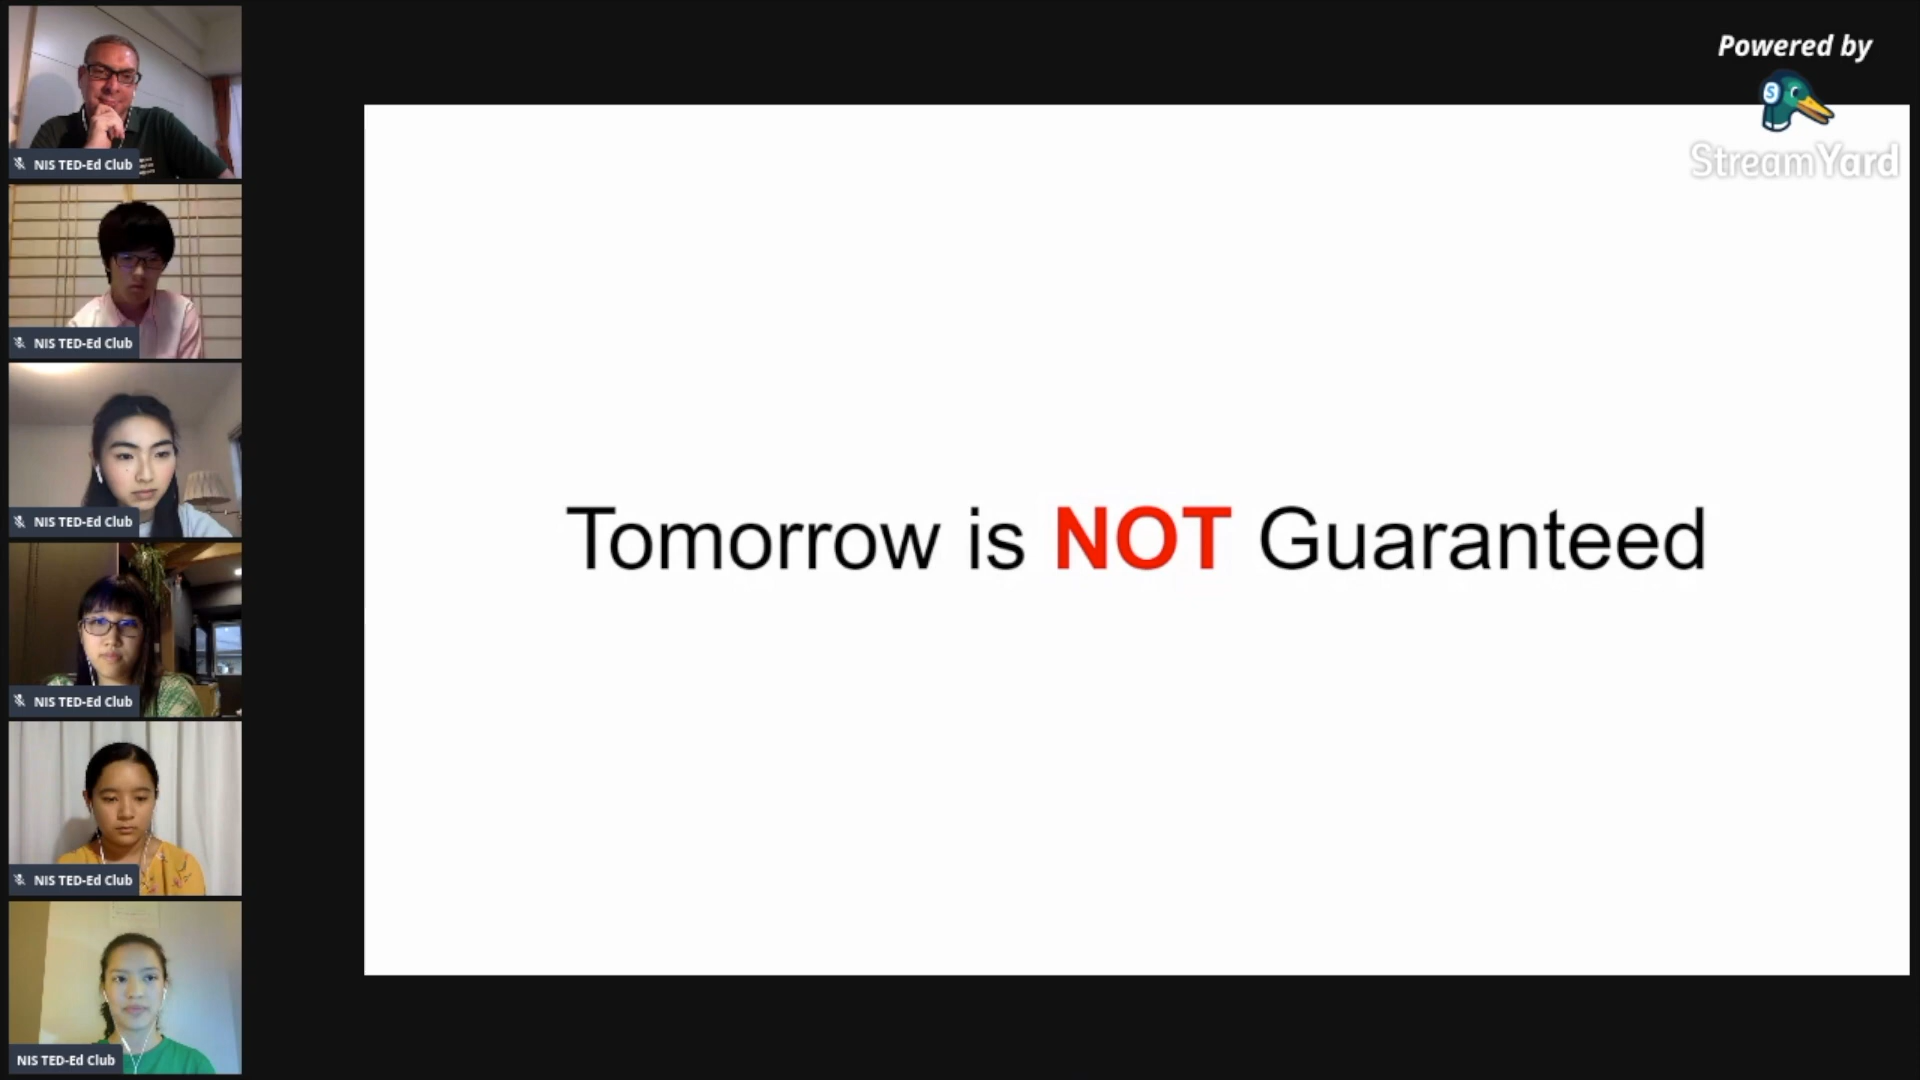 NIS TED-Ed Club
NIS TED-Ed Club
NIS TED-Ed Club
NIS TED-Ed Club
NIS TED-Ed Club
NIS TED-Ed Club
Tomorrow is NOT Guaranteed
Powered by
S
StreamYard